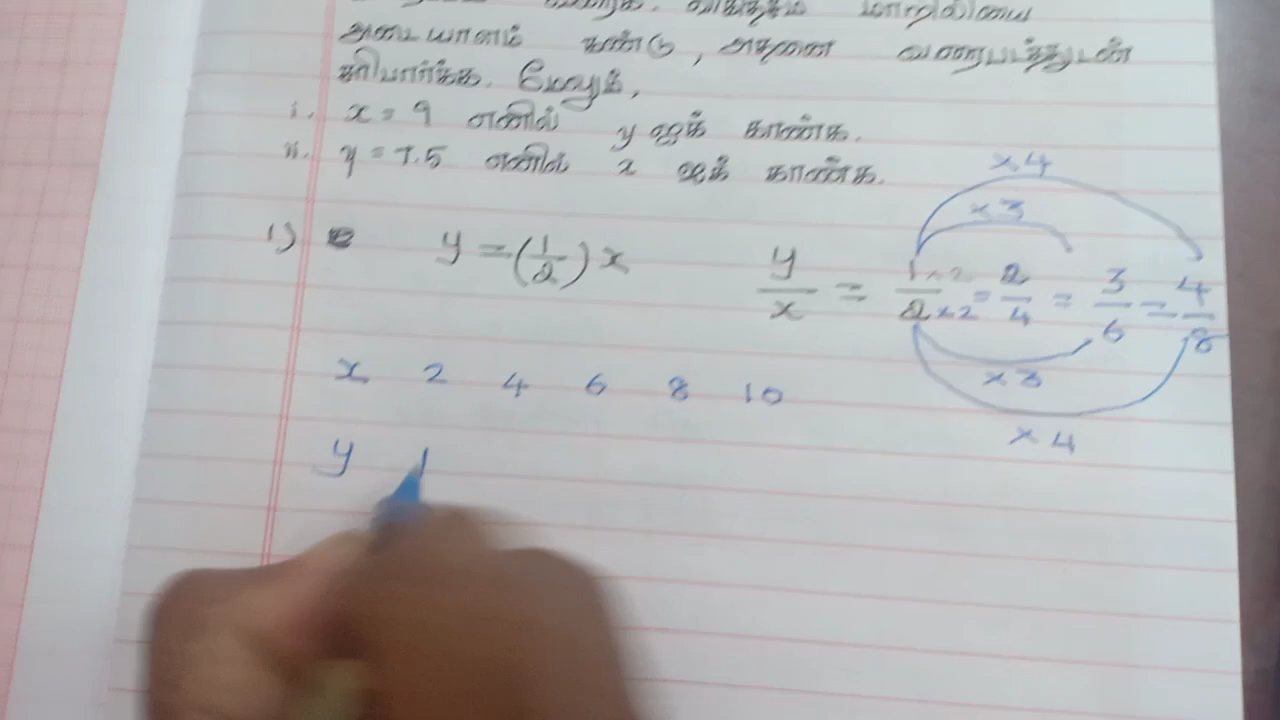 மாறிலியை
அடையாளம் கண்டு, அதனை வரைபடத்துடன்
சரிபார்க்க. மேலும்,
i. x = 9 எனில் y ஐக் காண்க.
ii. y = 7.5 எனில் x ஐக் காண்க.
1) y = (1/2) x
y/x = 1×2/2×2 = 2/4 = 3/6 = 4/8
×4
×3
×3
×4
x 2 4 6 8 10
y 1